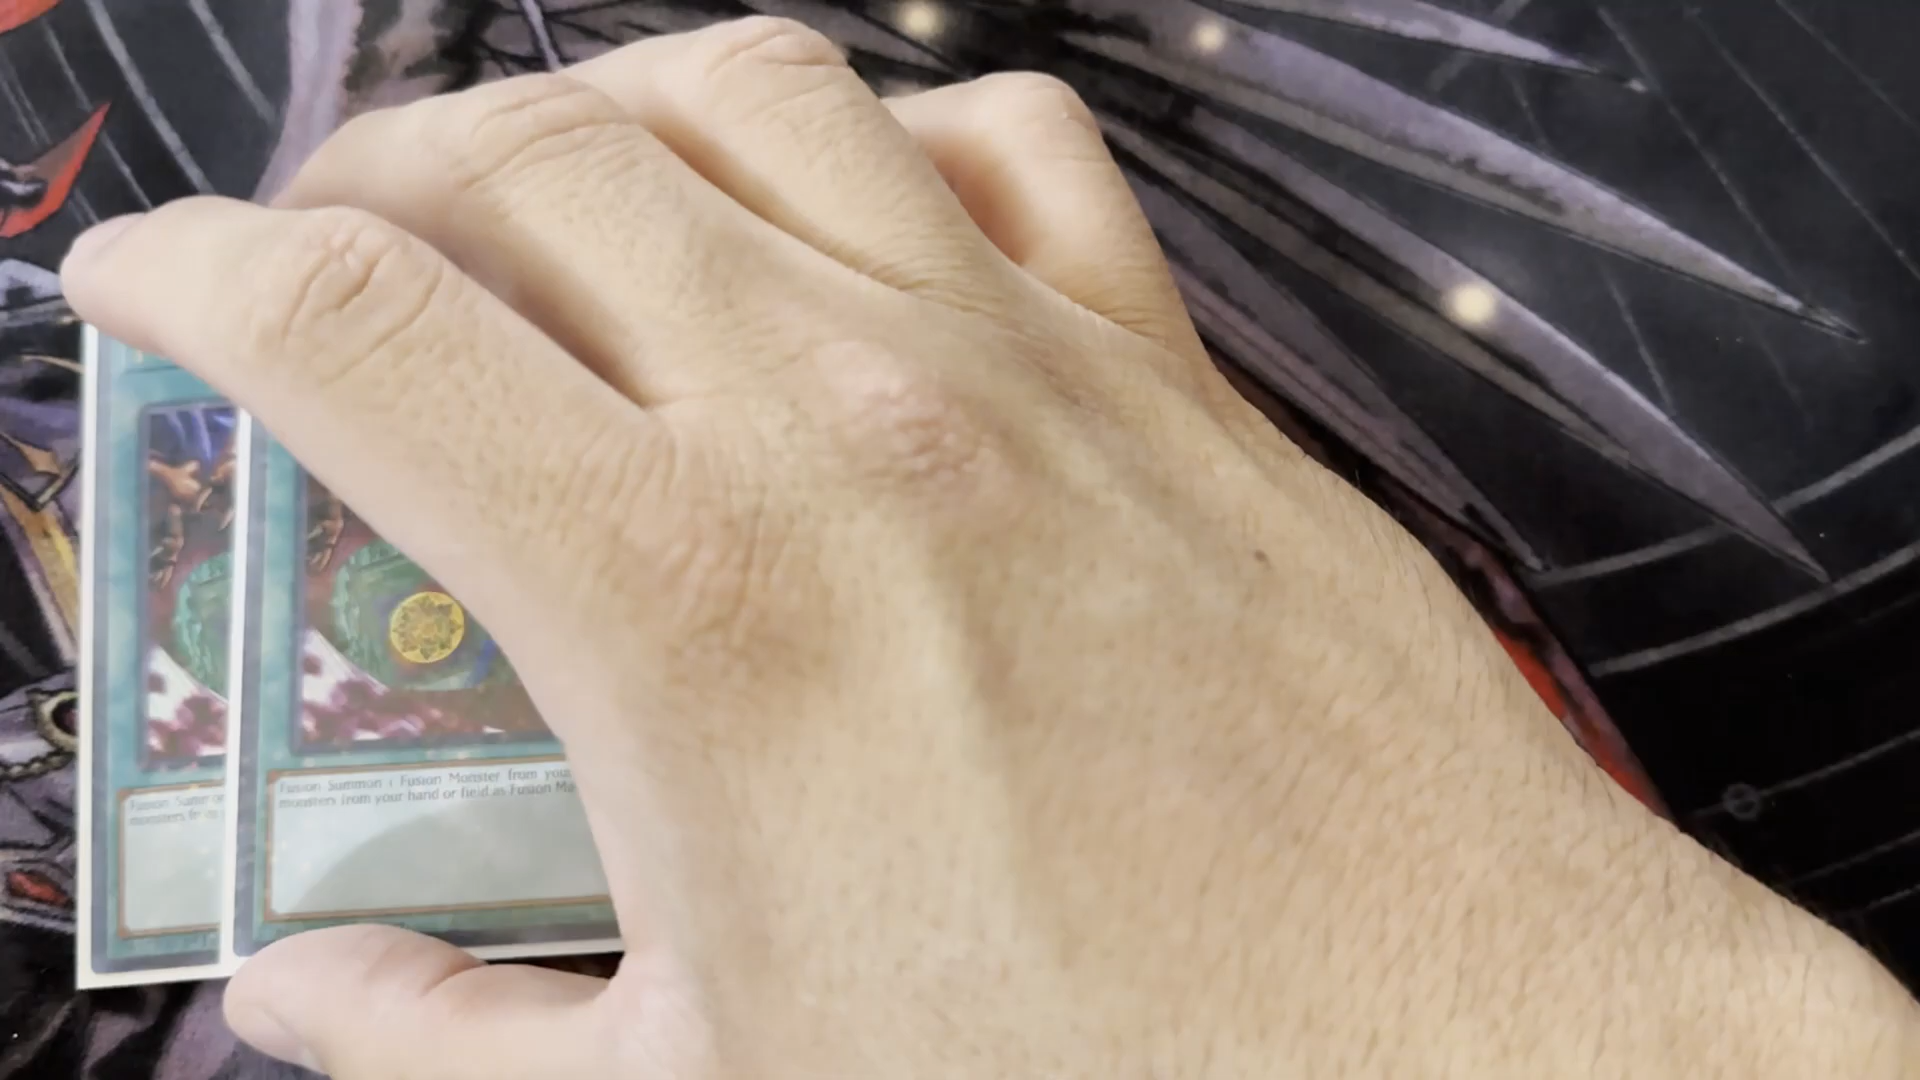 Fusion Summon 1 Fusion Monster from your
monsters from your hand or field as Fusion Ma
Fusion Summon
monsters fr